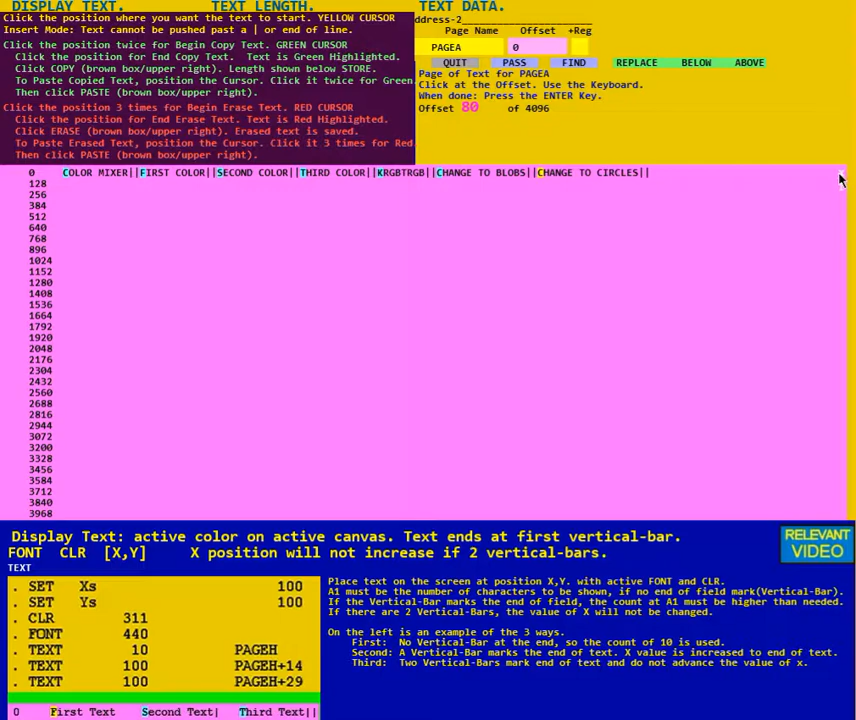 DISPLAY TEXT. TEXT LENGTH. TEXT DATA.
Click the position where you want the text to start. YELLOW CURSOR
Insert Mode: Text cannot be pushed past a | or end of line.
Click the position twice for Begin Copy Text. GREEN CURSOR
Click the position for End Copy Text. Text is Green Highlighted.
Click COPY (brown box/upper right). Length shown below STORE.
To Paste Copied Text, position the Cursor. Click it twice for Green
Then click PASTE (brown box/upper right).
Click the position 3 times for Begin Erase Text. RED CURSOR
Click the position for End Erase Text. Text is Red Highlighted.
Click ERASE (brown box/upper right). Erased text is saved.
To Paste Erased Text, position the Cursor. Click it 3 times for Red
Then click PASTE (brown box/upper right).
ddress-2
Page Name Offset +Reg
PAGEA 0
QUIT PASS FIND REPLACE BELOW ABOVE
Page of Text for PAGEA
Click at the Offset. Use the Keyboard.
When done: Press the ENTER Key.
Offset 80 of 4096
0 COLOR MIXER||FIRST COLOR||SECOND COLOR||THIRD COLOR||KRGBTRGB||CHANGE TO BLOBS||CHANGE TO CIRCLES||
128
256
384
512
640
768
896
1024
1152
1280
1408
1536
1664
1792
1920
2048
2176
2304
2432
2560
2688
2816
2944
3072
3200
3328
3456
3584
3712
3840
3968
Display Text: active color on active canvas. Text ends at first vertical-bar.
FONT CLR [X,Y] X position will not increase if 2 vertical-bars.
RELEVANT
VIDEO
TEXT
. SET Xs 100
. SET Ys 100
. CLR 311
. FONT 440
. TEXT 10 PAGEH
. TEXT 100 PAGEH+14
. TEXT 100 PAGEH+29
0 First Text Second Text| Third Text||
Place text on the screen at position X,Y. with active FONT and CLR.
A1 must be the number of characters to be shown, if no end of field mark(Vertical-Bar).
If the Vertical-Bar marks the end of field, the count at A1 must be higher than needed.
If there are 2 Vertical-Bars, the value of X will not be changed.
On the left is an example of the 3 ways.
First: No Vertical-Bar at the end, so the count of 10 is used.
Second: A Vertical-Bar marks the end of text. X value is increased to end of text.
Third: Two Vertical-Bars mark end of text and do not advance the value of x.